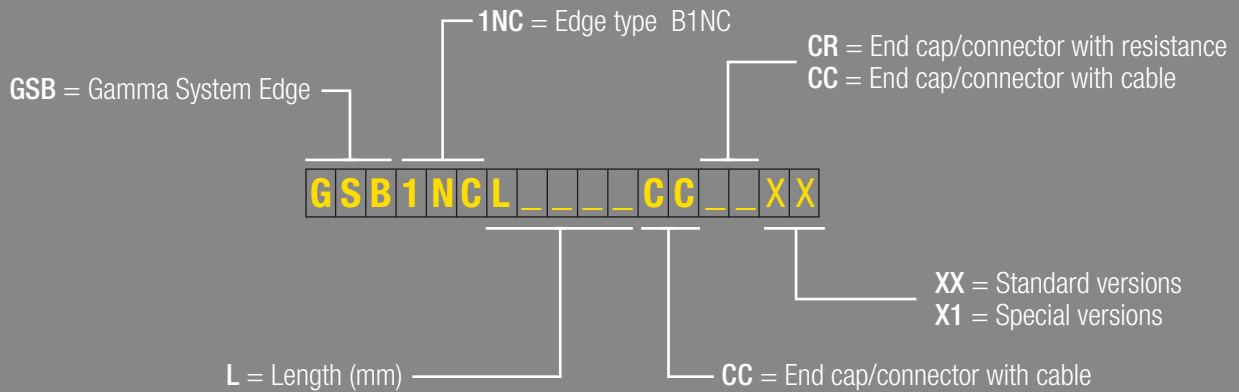 1NC = Edge type B1NC
CR = End cap/connector with resistance
CC = End cap/connector with cable
GSB = Gamma System Edge
GSB1NCL____CC__XX
XX = Standard versions
X1 = Special versions
L = Length (mm)
CC = End cap/connector with cable